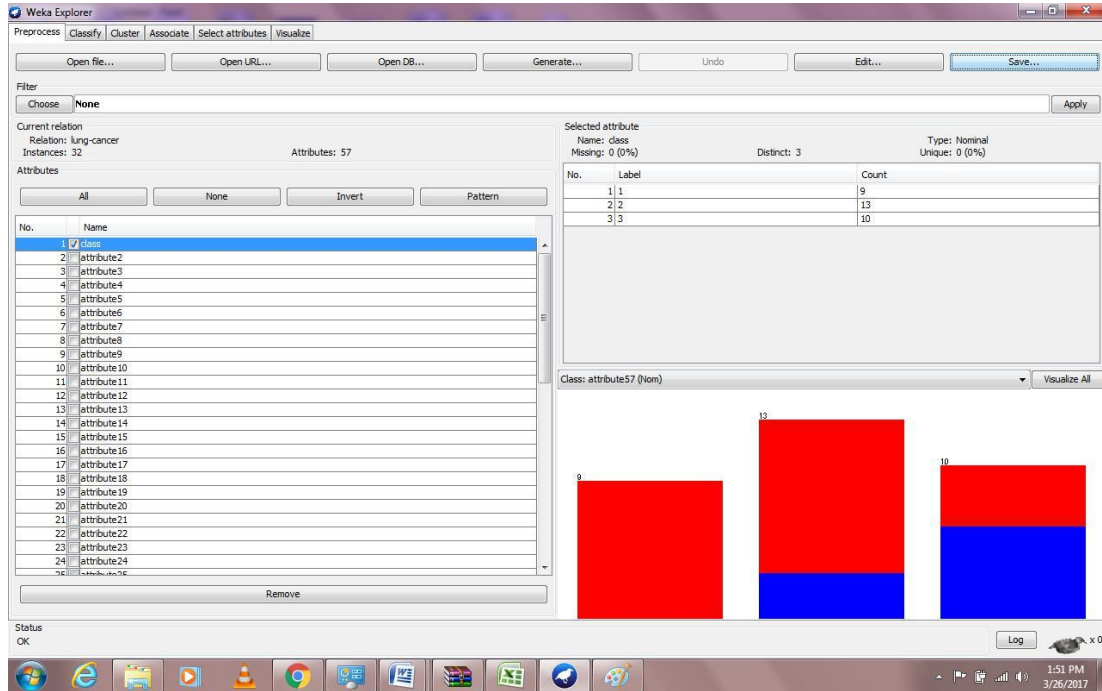 Weka Explorer
Preprocess Classify Cluster Associate Select attributes Visualize
Open file... Open URL... Open DB... Generate... Undo Edit... Save...
Filter
Choose None Apply
Current relation
Relation: lung-cancer
Instances: 32 Attributes: 57
Attributes
All None Invert Pattern
No. Name
1 class
2 attribute2
3 attribute3
4 attribute4
5 attribute5
6 attribute6
7 attribute7
8 attribute8
9 attribute9
10 attribute10
11 attribute11
12 attribute12
13 attribute13
14 attribute14
15 attribute15
16 attribute16
17 attribute17
18 attribute18
19 attribute19
20 attribute20
21 attribute21
22 attribute22
23 attribute23
24 attribute24
25 attribute25
Remove
Selected attribute
Name: class Type: Nominal
Missing: 0 (0%) Distinct: 3 Unique: 0 (0%)
No. Label Count
1 1 9
2 2 13
3 3 10
Class: attribute57 (Nom) Visualize All
9
13
10
Status
OK
Log x 0
1:51 PM
3/26/2017